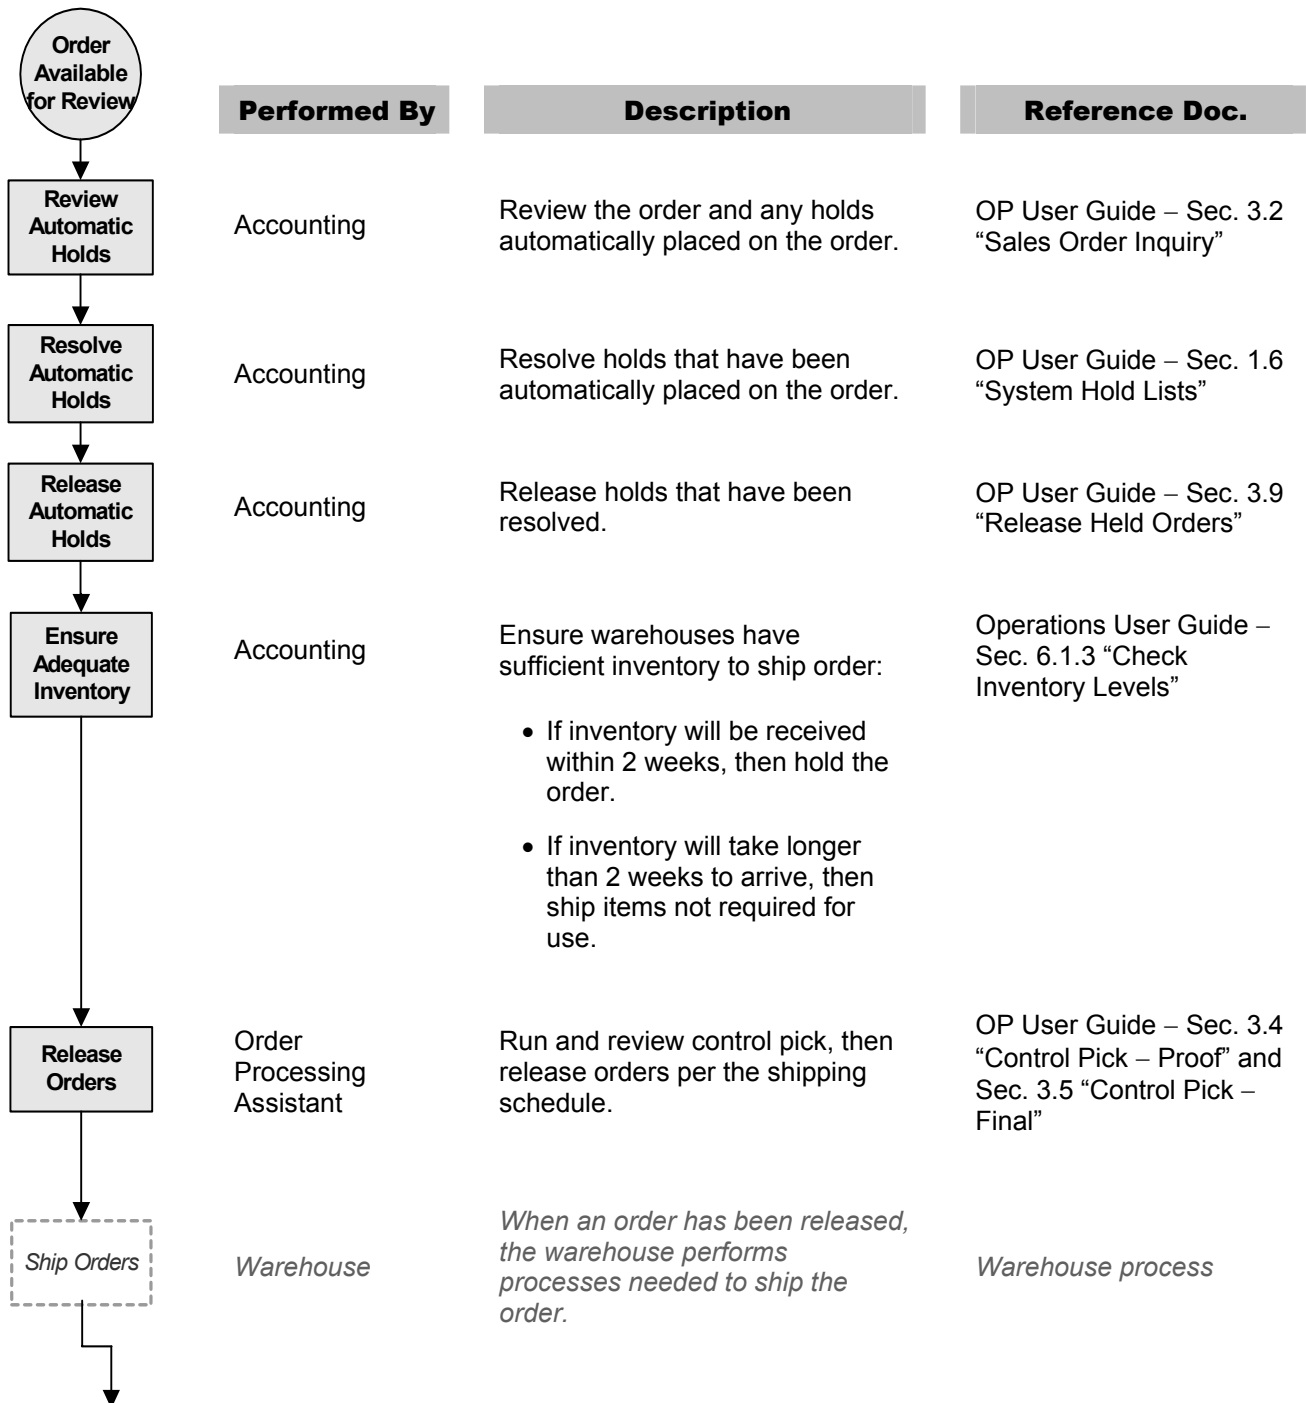 Order
Available
for Review
Performed By
Description
Reference Doc.
Review
Automatic
Holds
Accounting
Review the order and any holds
automatically placed on the order.
OP User Guide – Sec. 3.2
“Sales Order Inquiry”
Resolve
Automatic
Holds
Accounting
Resolve holds that have been
automatically placed on the order.
OP User Guide – Sec. 1.6
“System Hold Lists”
Release
Automatic
Holds
Accounting
Release holds that have been
resolved.
OP User Guide – Sec. 3.9
“Release Held Orders”
Ensure
Adequate
Inventory
Accounting
Ensure warehouses have
sufficient inventory to ship order:
• If inventory will be received
within 2 weeks, then hold the
order.
• If inventory will take longer
than 2 weeks to arrive, then
ship items not required for
use.
Operations User Guide –
Sec. 6.1.3 “Check
Inventory Levels”
Release
Orders
Order
Processing
Assistant
Run and review control pick, then
release orders per the shipping
schedule.
OP User Guide – Sec. 3.4
“Control Pick – Proof” and
Sec. 3.5 “Control Pick –
Final”
Ship Orders
Warehouse
When an order has been released,
the warehouse performs
processes needed to ship the
order.
Warehouse process